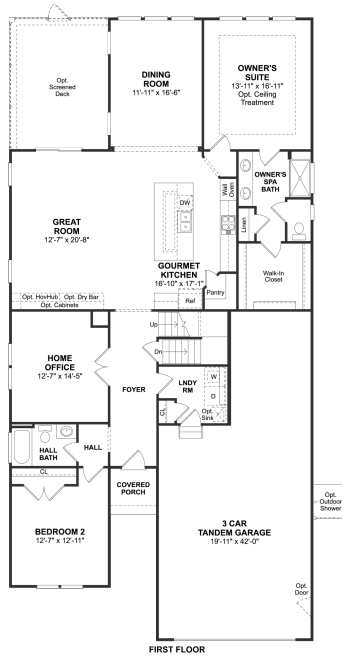 Opt.
Screened
Deck
DINING
ROOM
11'-11" x 16'-6"
OWNER'S
SUITE
13'-11" x 16'-11"
Opt. Ceiling
Treatment
OWNER'S
SPA
BATH
Wall
Oven
DW
Linen
GREAT
ROOM
12'-7" x 20'-8"
GOURMET
KITCHEN
16'-10" x 17'-1"
Walk-In
Closet
Pantry
Ref
Opt. HovHub
Opt. Dry Bar
Opt. Cabinets
Up
Dn
HOME
OFFICE
12'-7" x 14'-5"
FOYER
LNDY
RM
W
D
CL
Opt.
Sink
HALL
BATH
HALL
CL
COVERED
PORCH
BEDROOM 2
12'-7" x 12'-11"
3 CAR
TANDEM GARAGE
19'-11" x 42'-0"
Opt.
Outdoor
Shower
Opt.
Door
FIRST FLOOR